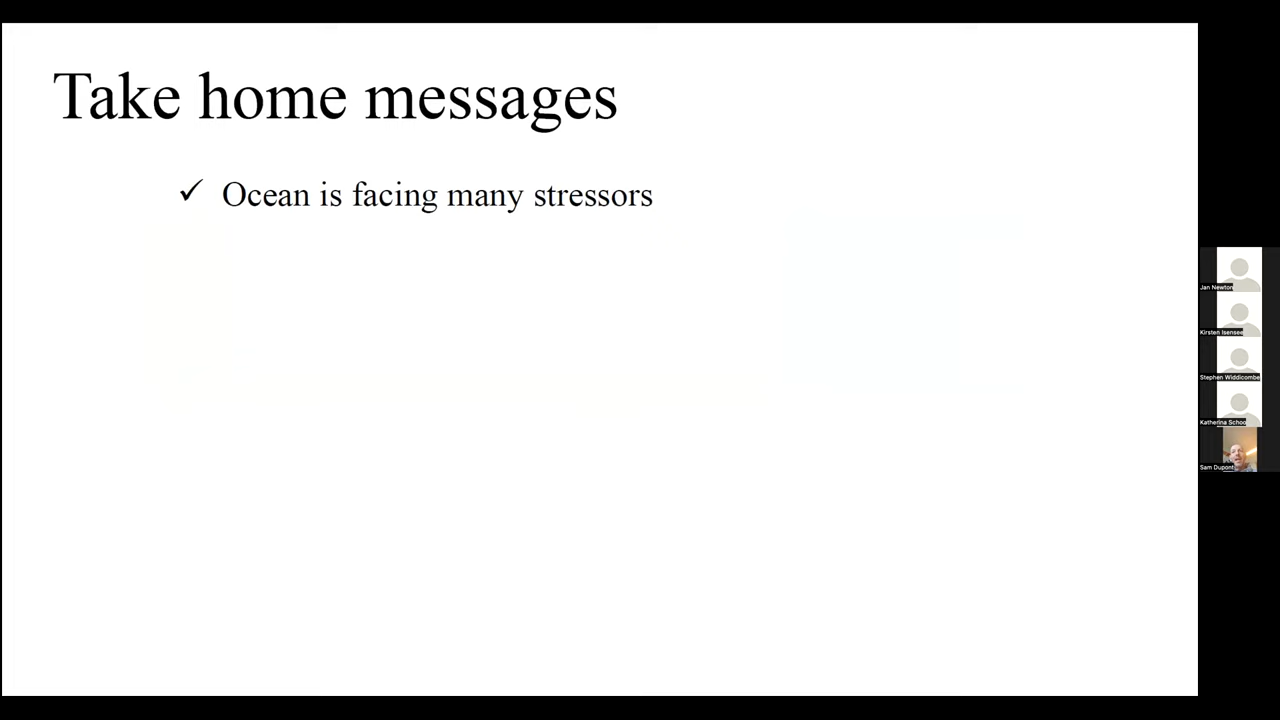 Take home messages
✓ Ocean is facing many stressors
Jan Newton
Kirsten Isensee
Stephen Widdicombe
Katherina Schoo
Sam Dupont